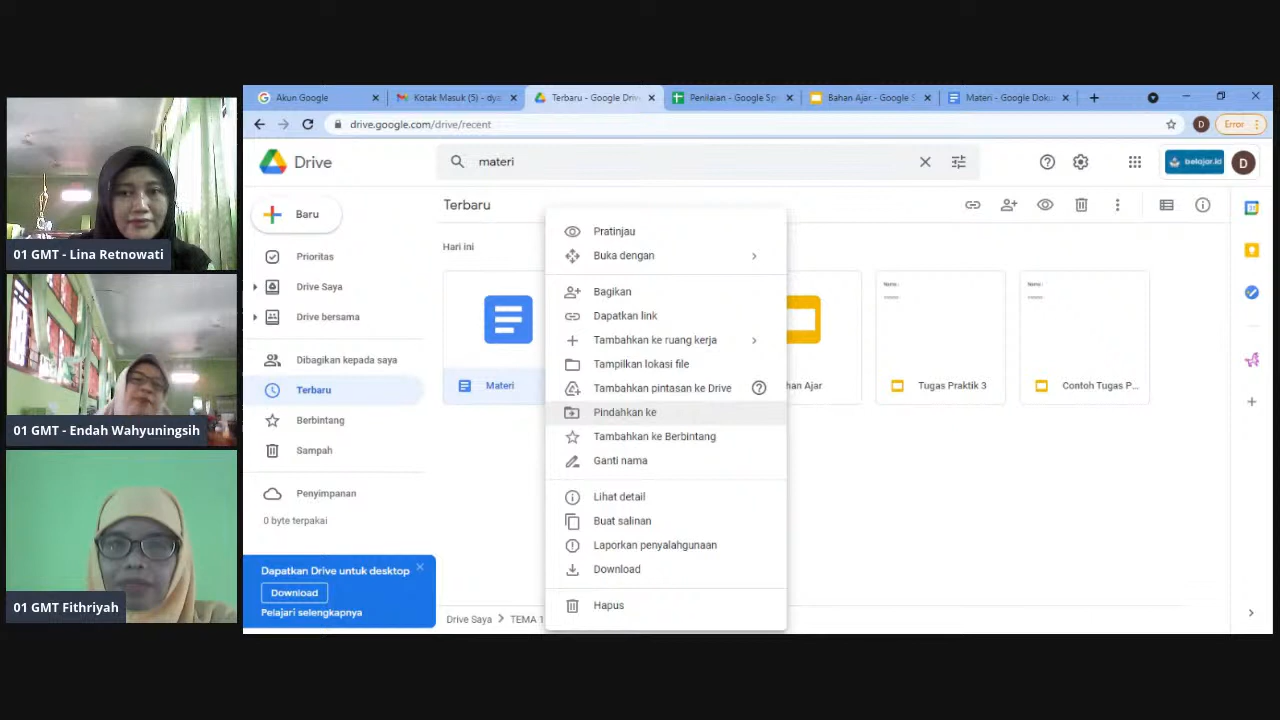 01 GMT - Lina Retnowati
01 GMT - Endah Wahyuningsih
01 GMT Fithriyah
Akun Google
Kotak Masuk (5) - dya
Terbaru - Google Driv
Penilaian - Google Sp
Bahan Ajar - Google S
Materi - Google Doku
drive.google.com/drive/recent
D
Error
Drive
materi
belajar.id
D
Baru
Prioritas
Drive Saya
Drive bersama
Dibagikan kepada saya
Terbaru
Berbintang
Sampah
Penyimpanan
0 byte terpakai
Dapatkan Drive untuk desktop
Download
Pelajari selengkapnya
Terbaru
Hari ini
Materi
Pratinjau
Buka dengan
Bagikan
Dapatkan link
Tambahkan ke ruang kerja
Tampilkan lokasi file
Tambahkan pintasan ke Drive
Pindahkan ke
Tambahkan ke Berbintang
Ganti nama
Lihat detail
Buat salinan
Laporkan penyalahgunaan
Download
Hapus
han Ajar
Nama :
Tugas Praktik 3
Nama :
Contoh Tugas P...
Drive Saya > TEMA 1